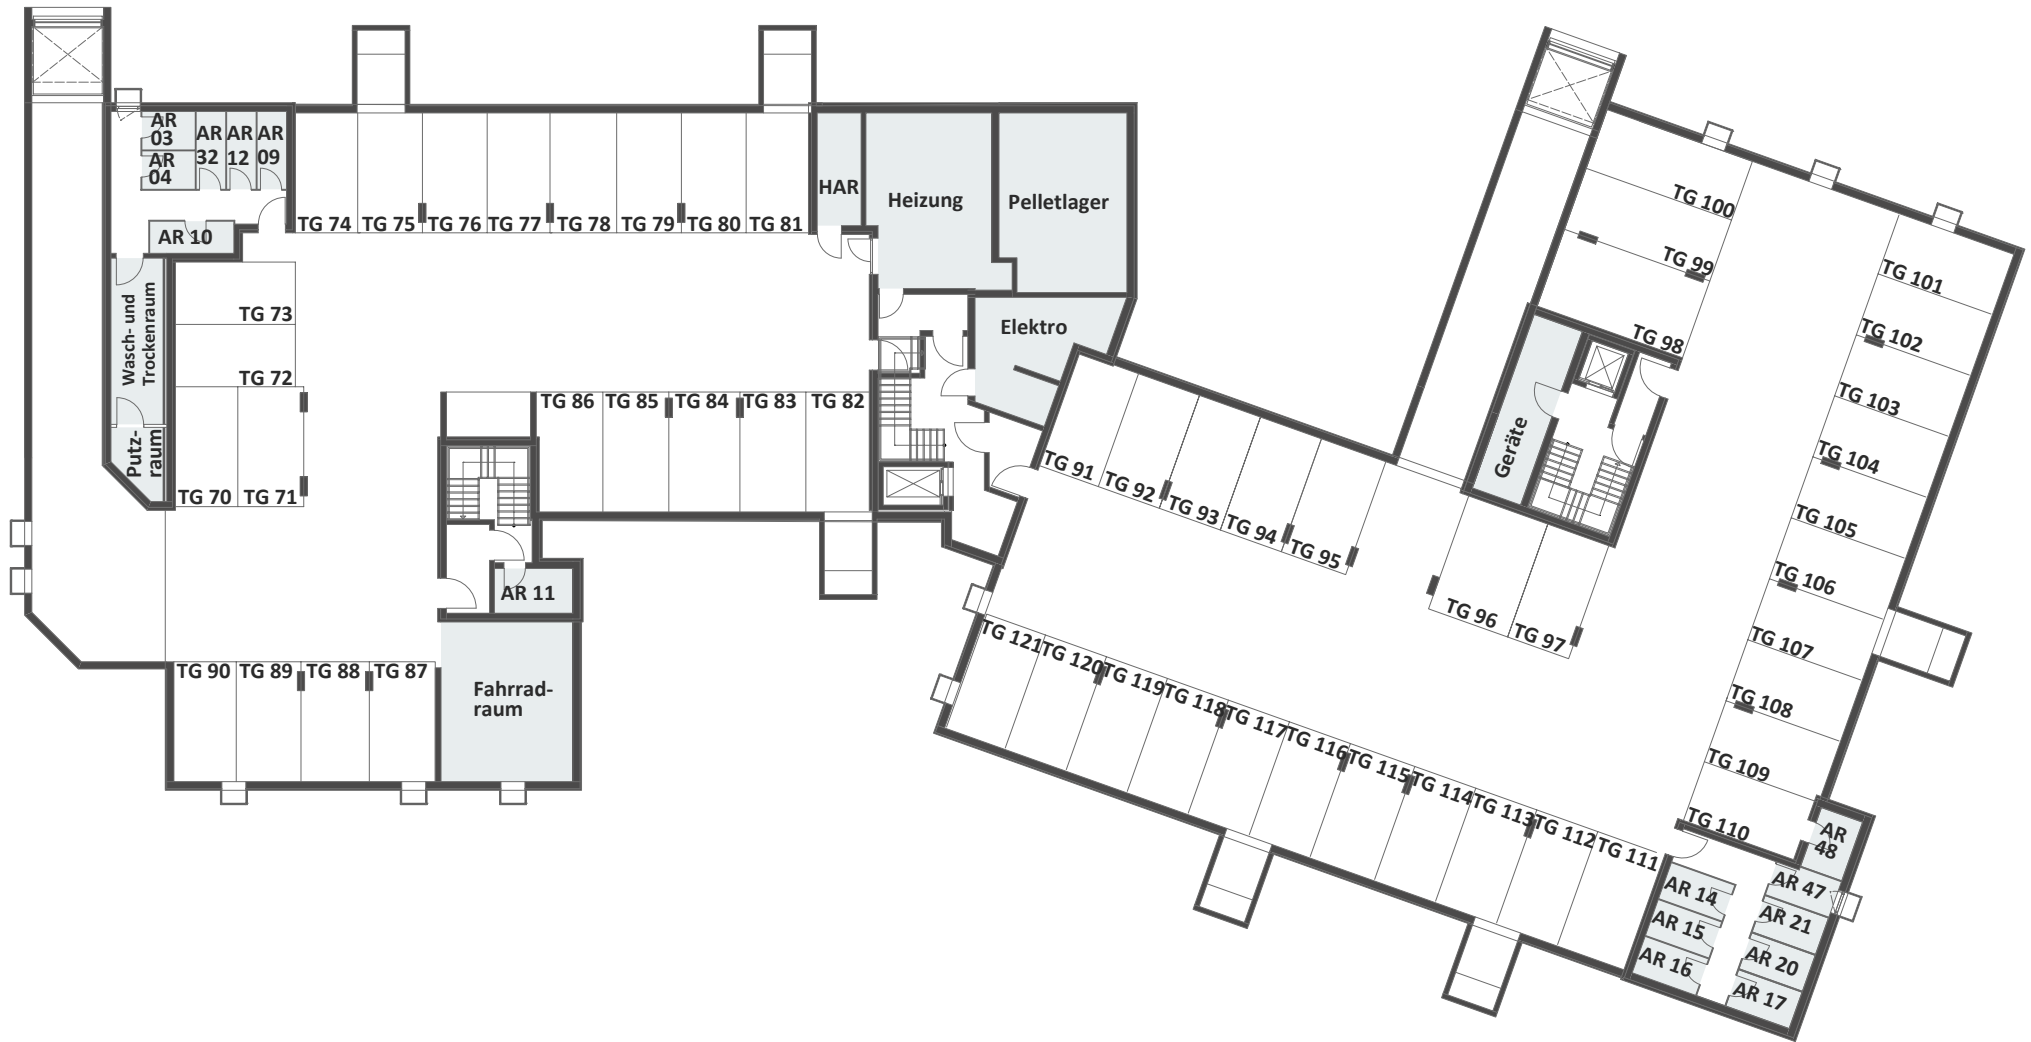 AR
03
AR
04
AR
32
AR
12
AR
09
AR 10
Wasch- und
Trockenraum
Putz-
raum
TG 74
TG 75
TG 76
TG 77
TG 78
TG 79
TG 80
TG 81
HAR
Heizung
Pelletlager
Elektro
TG 73
TG 72
TG 70
TG 71
TG 86
TG 85
TG 84
TG 83
TG 82
AR 11
TG 90
TG 89
TG 88
TG 87
Fahrrad-
raum
TG 91
TG 92
TG 93
TG 94
TG 95
TG 96
TG 97
Geräte
TG 98
TG 99
TG 100
TG 101
TG 102
TG 103
TG 104
TG 105
TG 106
TG 107
TG 108
TG 109
TG 110
TG 121
TG 120
TG 119
TG 118
TG 117
TG 116
TG 115
TG 114
TG 113
TG 112
TG 111
AR
48
AR 47
AR 21
AR 20
AR 17
AR 14
AR 15
AR 16